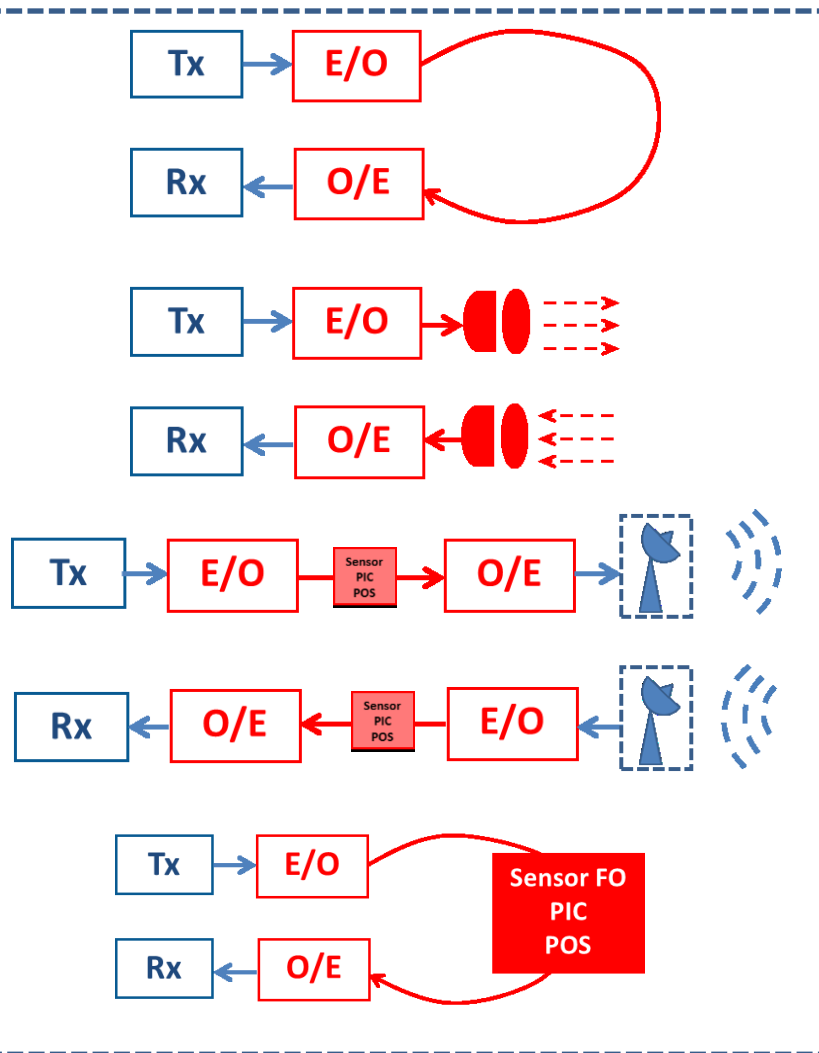 Tx
E/O
Rx
O/E
Tx
E/O
Rx
O/E
Tx
E/O
Sensor
PIC
POS
O/E
Rx
O/E
Sensor
PIC
POS
E/O
Tx
E/O
Sensor FO
PIC
POS
Rx
O/E